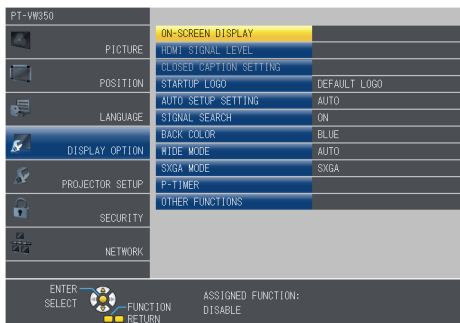 PT-VW350
PICTURE
POSITION
LANGUAGE
DISPLAY OPTION
PROJECTOR SETUP
SECURITY
NETWORK
ON-SCREEN DISPLAY
HDMI SIGNAL LEVEL
CLOSED CAPTION SETTING
STARTUP LOGO DEFAULT LOGO
AUTO SETUP SETTING AUTO
SIGNAL SEARCH ON
BACK COLOR BLUE
WIDE MODE AUTO
SXGA MODE SXGA
P-TIMER
OTHER FUNCTIONS
ENTER
SELECT
FUNCTION
RETURN
ASSIGNED FUNCTION:
DISABLE